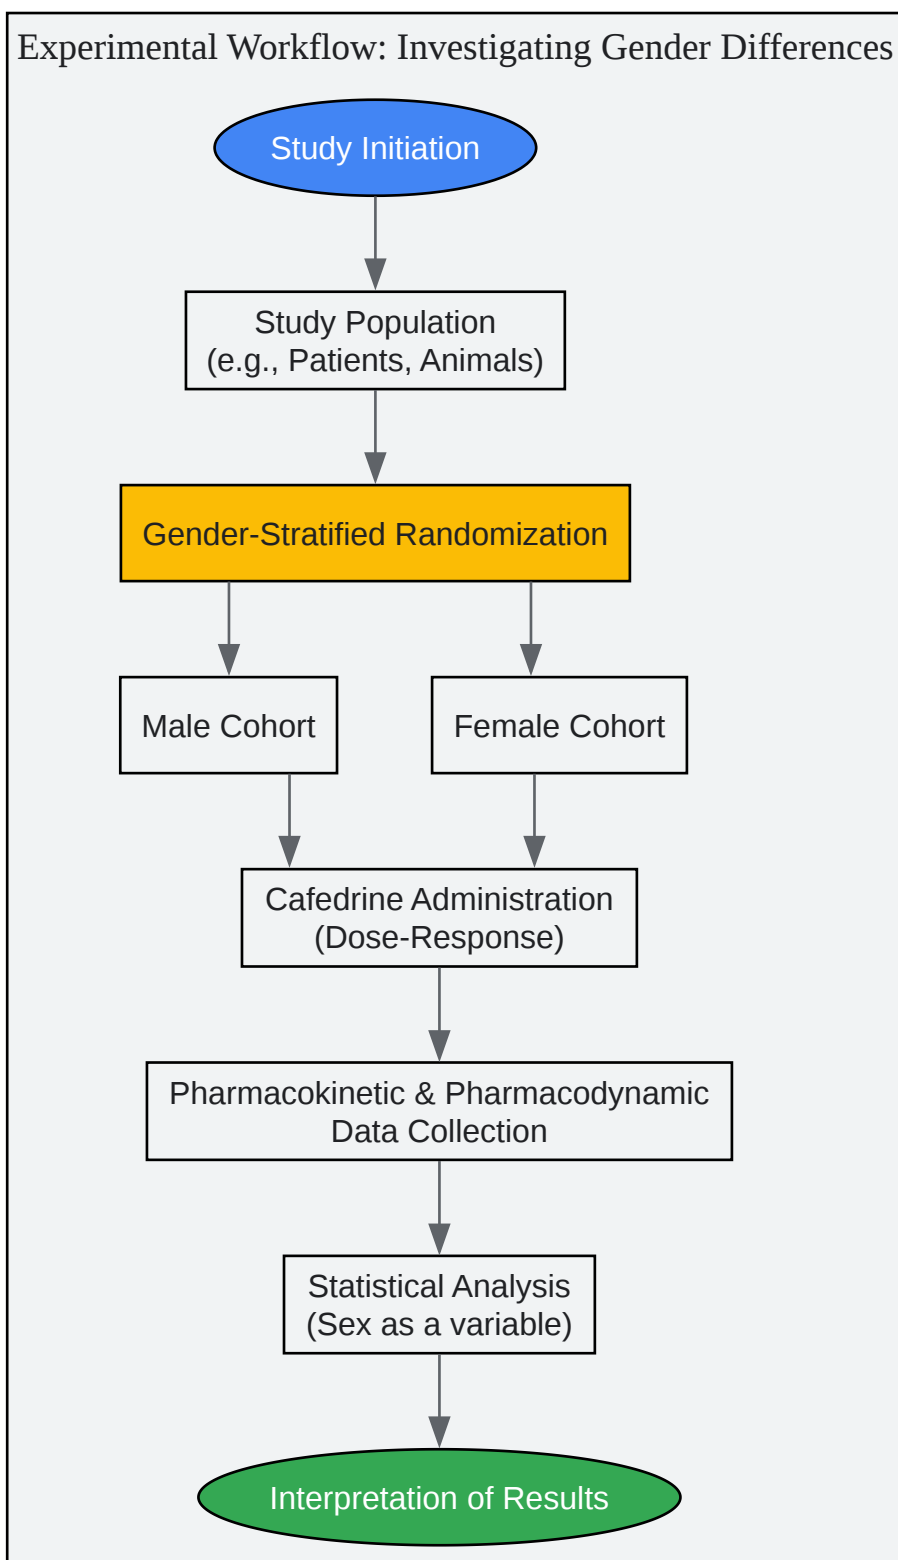 Experimental Workflow: Investigating Gender Differences
Study Initiation
Study Population
(e.g., Patients, Animals)
Gender-Stratified Randomization
Male Cohort
Female Cohort
Cafedrine Administration
(Dose-Response)
Pharmacokinetic & Pharmacodynamic
Data Collection
Statistical Analysis
(Sex as a variable)
Interpretation of Results